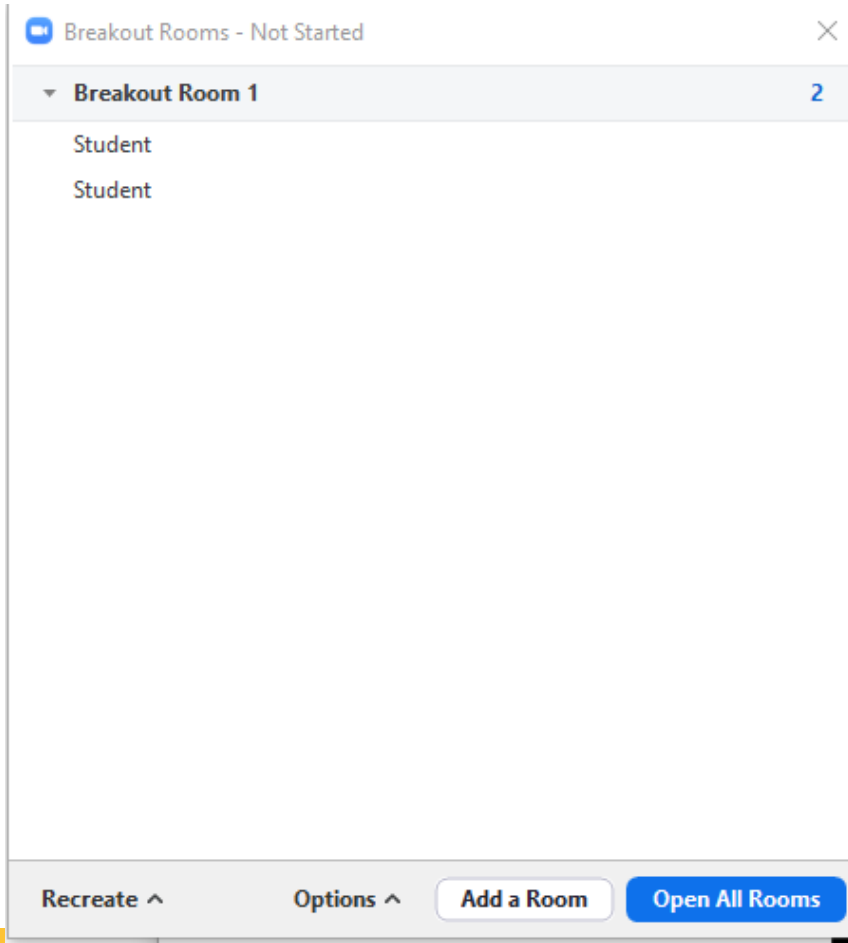 Breakout Rooms - Not Started
Breakout Room 1 2
Student
Student
Recreate Options Add a Room Open All Rooms